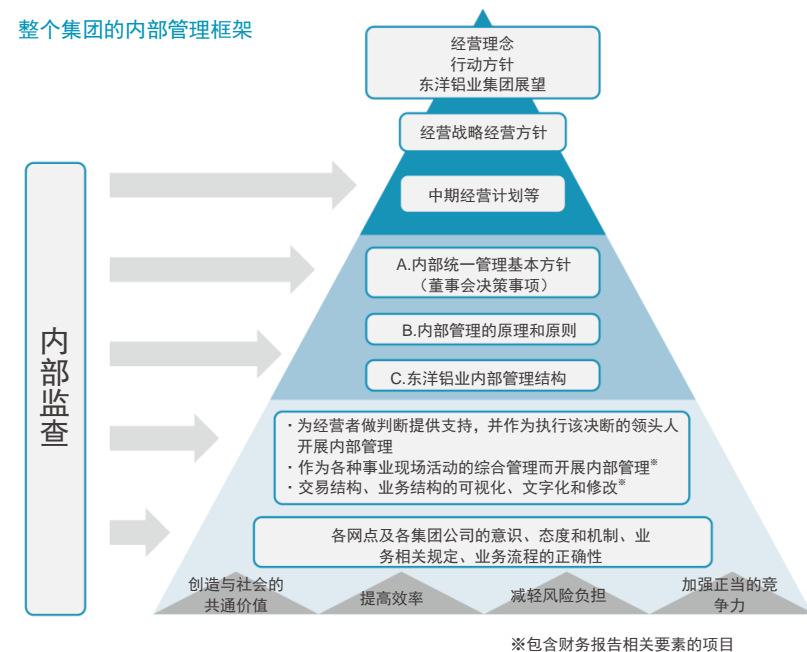 整个集团的内部管理框架
经营理念
行动方针
东洋铝业集团展望
经营战略经营方针
中期经营计划等
内部监查
A.内部统一管理基本方针
（董事会决策事项）
B.内部管理的原理和原则
C.东洋铝业内部管理结构
・为经营者做判断提供支持，并作为执行该决断的领头人
开展内部管理
・作为各种事业现场活动的综合管理而开展内部管理※
・交易结构、业务结构的可视化、文字化和修改※
各网点及各集团公司的意识、态度和机制、业
务相关规定、业务流程的正确性
创造与社会的
共通价值
提高效率
减轻风险负担
加强正当的竞
争力
※包含财务报告相关要素的项目